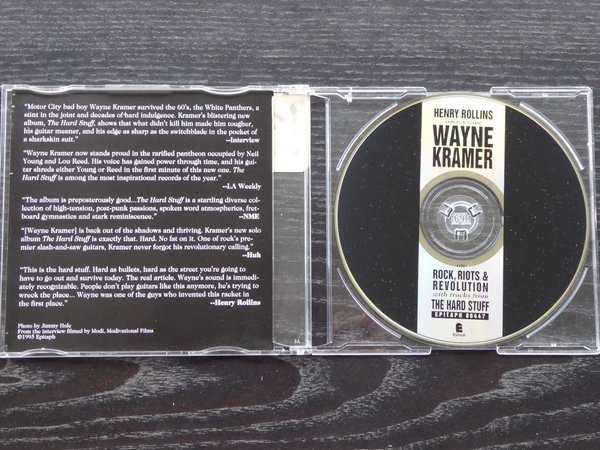 "Motor City bad boy Wayne Kramer survived the 60's, the White Panthers, a
stint in the joint and decades of hard indulgence. Kramer's blistering new
album, The Hard Stuff, shows that what didn't kill him made him tougher,
his guitar meaner, and his edge as sharp as the switchblade in the pocket of
a sharkskin suit."
--Interview
"Wayne Kramer now stands proud in the rarified pantheon occupied by Neil
Young and Lou Reed. His voice has gained power through time, and his gui-
tar shreds either Young or Reed in the first minute of this new one. The
Hard Stuff is among the most inspirational records of the year."
--LA Weekly
"The album is preposterously good...The Hard Stuff is a startling diverse col-
lection of high-tension, post-punk passions, spoken word atmospheres, fret-
board gymnastics and stark reminiscence."
--NME
"[Wayne Kramer] is back out of the shadows and thriving. Kramer's new solo
album The Hard Stuff is exactly that. Hard. No fat on it. One of rock's pre-
mier slash-and-saw guitars, Kramer never forgot his revolutionary calling."
--Huh
"This is the hard stuff. Hard as bullets, hard as the street you're going to
have to go out and survive today. The real article. Wayne's sound is immedi-
ately recognizable. People don't play guitars like this anymore, he's trying to
wreck the place... Wayne was one of the guys who invented this racket in
the first place."
--Henry Rollins
Photo by Jimmy Hole
From the interview filmed by Modi, Modivational Films
©1995 Epitaph
HENRY ROLLINS
interviewing
WAYNE
KRAMER
ROCK, RIOTS &
REVOLUTION
with tracks from
THE HARD STUFF
EPITAPH 86447
E
Epitaph